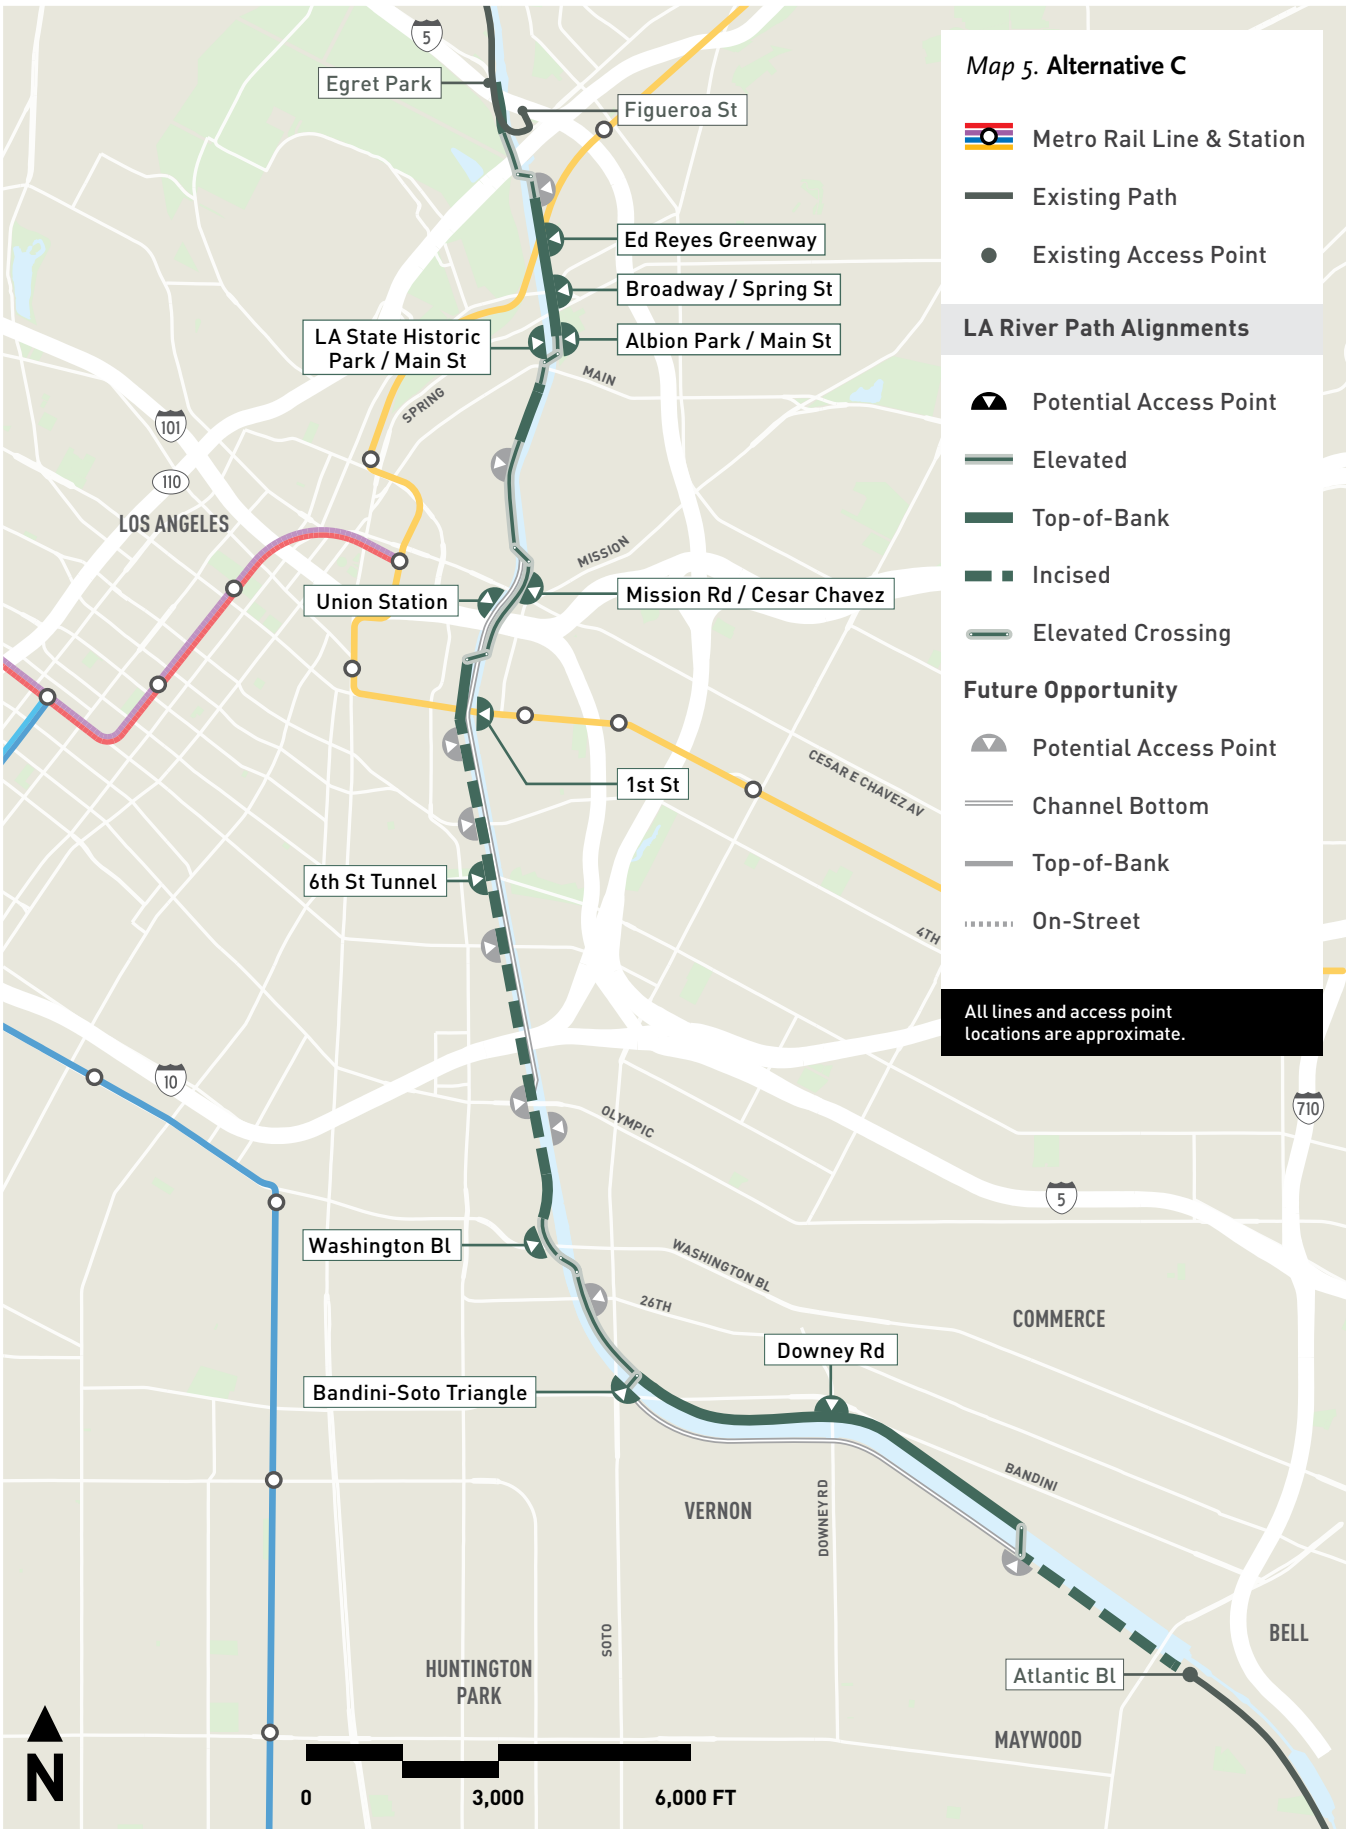 5
Egret Park
Figueroa St
Ed Reyes Greenway
Broadway / Spring St
LA State Historic
Park / Main St
Albion Park / Main St
MAIN
SPRING
101
110
LOS ANGELES
MISSION
Union Station
Mission Rd / Cesar Chavez
1st St
CESAR E CHAVEZ AV
6th St Tunnel
4TH
10
OLYMPIC
710
5
Washington Bl
WASHINGTON BL
26TH
COMMERCE
Downey Rd
Bandini-Soto Triangle
BANDINI
VERNON
DOWNEY RD
SOTO
BELL
HUNTINGTON
PARK
Atlantic Bl
MAYWOOD
N
0
3,000
6,000 FT
Map 5. Alternative C
Metro Rail Line & Station
Existing Path
Existing Access Point
LA River Path Alignments
Potential Access Point
Elevated
Top-of-Bank
Incised
Elevated Crossing
Future Opportunity
Potential Access Point
Channel Bottom
Top-of-Bank
On-Street
All lines and access point
locations are approximate.